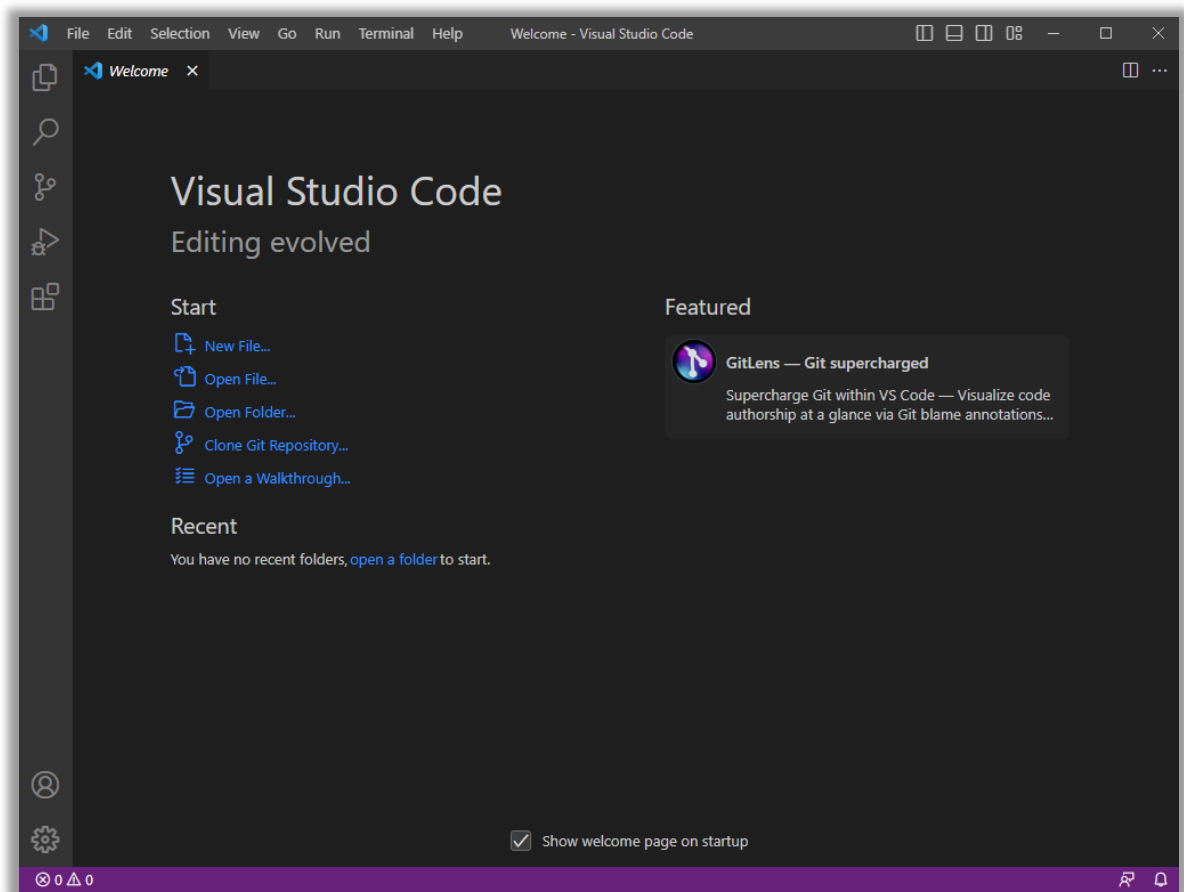 File Edit Selection View Go Run Terminal Help Welcome - Visual Studio Code
Welcome
Visual Studio Code
Editing evolved
Start
New File...
Open File...
Open Folder...
Clone Git Repository...
Open a Walkthrough...
Recent
You have no recent folders, open a folder to start.
Featured
GitLens — Git supercharged
Supercharge Git within VS Code — Visualize code
authorship at a glance via Git blame annotations...
Show welcome page on startup
0 0